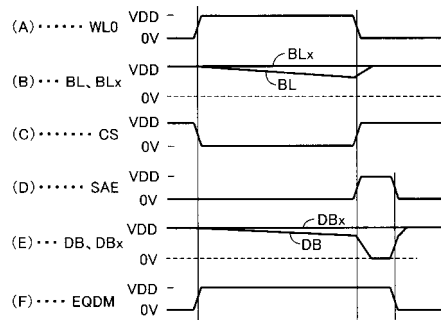 (A)‥‥‥ WL0 VDD
0V
(B)‥‥ BL、BLx VDD BLx
BL
0V
(C)‥‥‥‥ CS VDD
0V
(D)‥‥‥ SAE VDD
0V
(E)‥‥ DB、DBx VDD DBx
DB
0V
(F)‥‥‥ EQDM VDD
0V